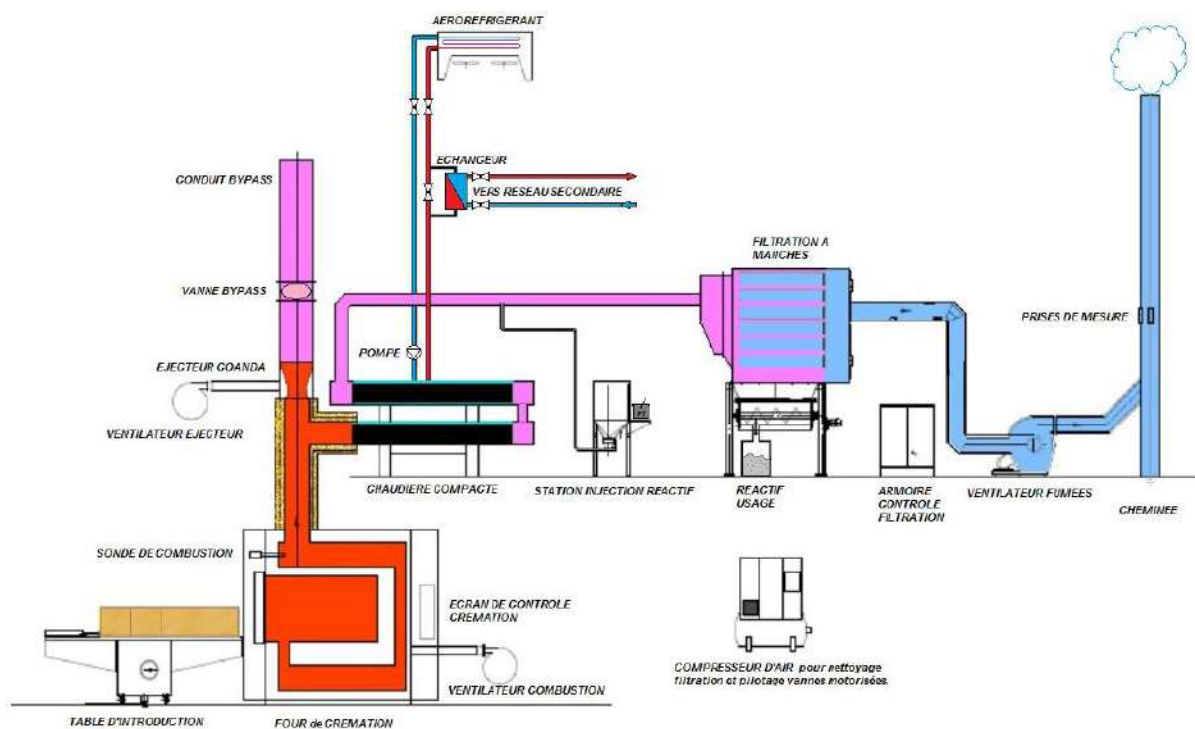 AEROREFRIGERANT
ECHANGEUR
CONDUIT BYPASS
VERS RESEAU SECONDAIRE
FILTRATION A
MANCHES
VANNE BYPASS
PRISES DE MESURE
POMPE
EJECTEUR COANDA
VENTILATEUR EJECTEUR
CHAUDIERE COMPACTE
STATION INJECTION REACTIF
REACTIF
USAGE
ARMOIRE
CONTROLE
FILTRATION
VENTILATEUR FUMEES
CHEMINEE
SONDE DE COMBUSTION
ECRAN DE CONTROLE
CREMATION
COMPRESSEUR D'AIR pour nettoyage
filtration et pilotage vannes motorisées.
VENTILATEUR COMBUSTION
TABLE D'INTRODUCTION
FOUR de CREMATION